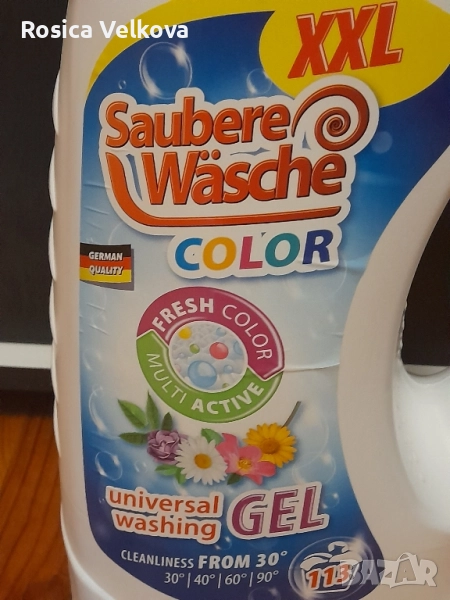 Rosica Velkova
XXL
Saubere
Wäsche
COLOR
GERMAN
QUALITY
FRESH COLOR
MULTI ACTIVE
universal
washing
GEL
CLEANLINESS FROM 30°
30° | 40° | 60° | 90°
113
BAZAR